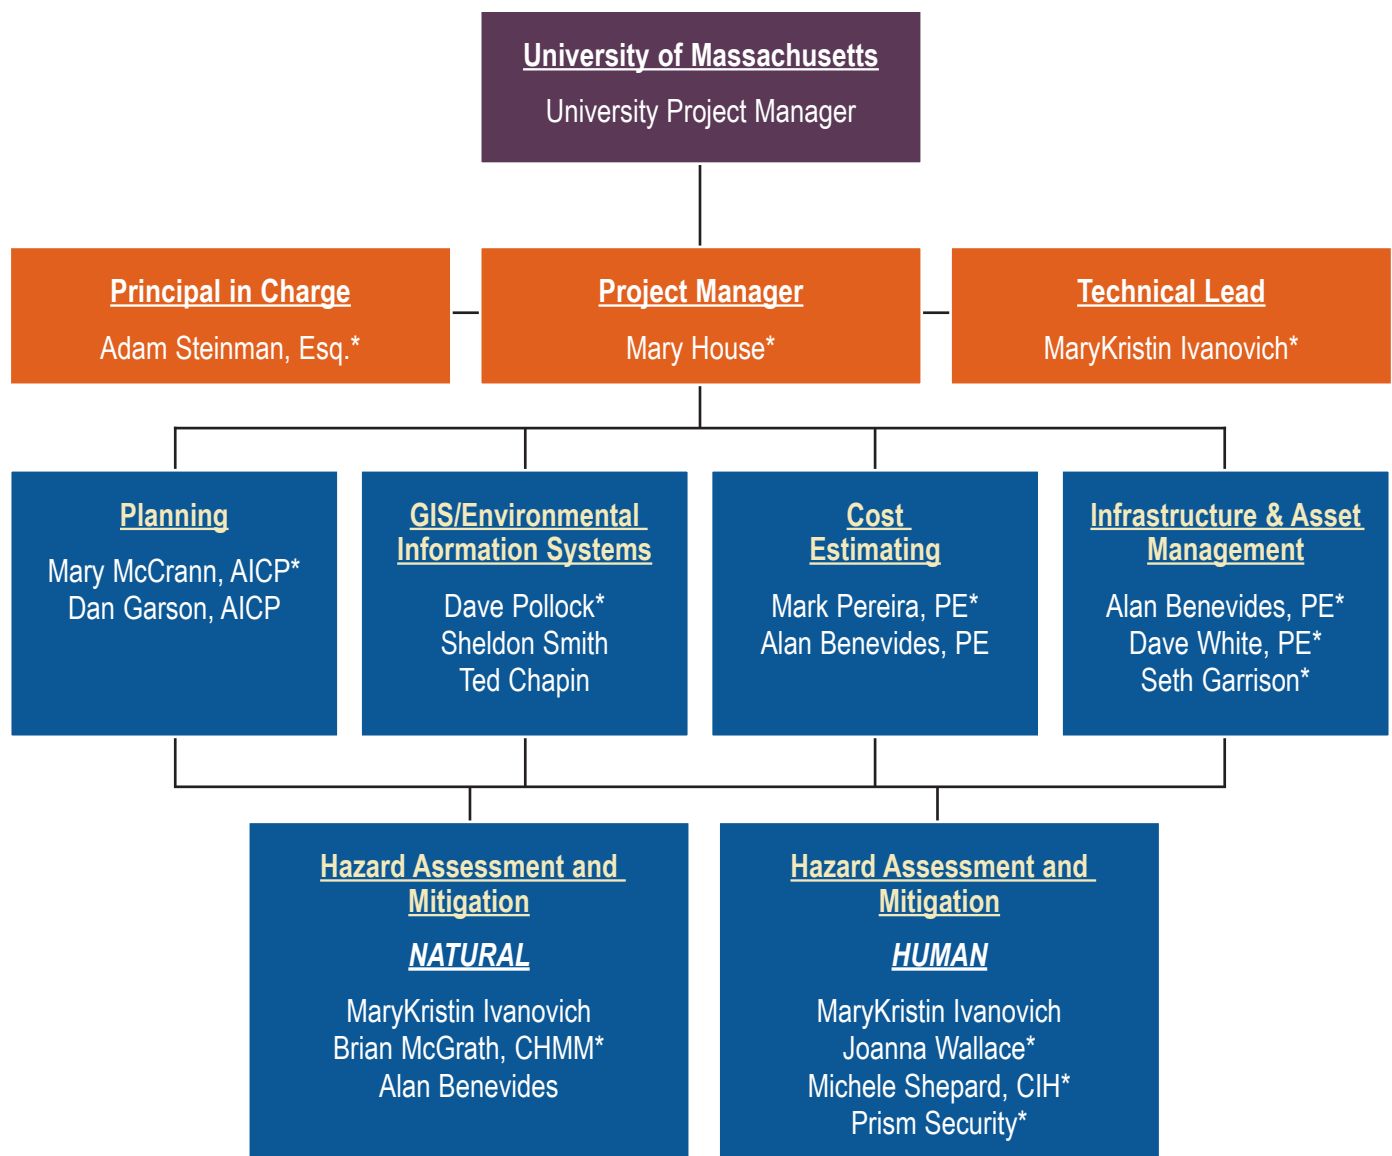 University of Massachusetts
University Project Manager
Principal in Charge
Adam Steinman, Esq.*
Project Manager
Mary House*
Technical Lead
MaryKristin Ivanovich*
Planning
Mary McCrann, AICP*
Dan Garson, AICP
GIS/Environmental
Information Systems
Dave Pollock*
Sheldon Smith
Ted Chapin
Cost
Estimating
Mark Pereira, PE*
Alan Benevides, PE
Infrastructure & Asset
Management
Alan Benevides, PE*
Dave White, PE*
Seth Garrison*
Hazard Assessment and
Mitigation
NATURAL
MaryKristin Ivanovich
Brian McGrath, CHMM*
Alan Benevides
Hazard Assessment and
Mitigation
HUMAN
MaryKristin Ivanovich
Joanna Wallace*
Michele Shepard, CIH*
Prism Security*